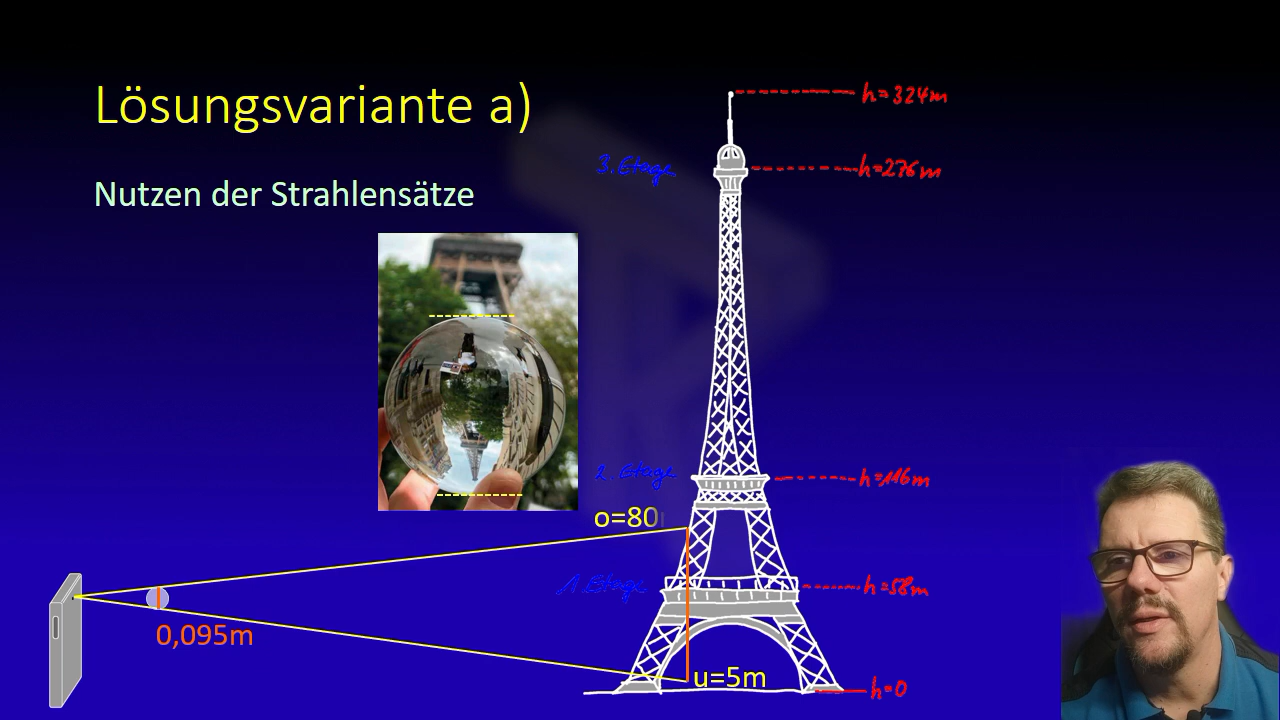 Lösungsvariante a)
h=324m
3. Etage
h=276m
Nutzen der Strahlensätze
2. Etage
h=116m
o=80
1. Etage
h=58m
0,095m
u=5m
h=0